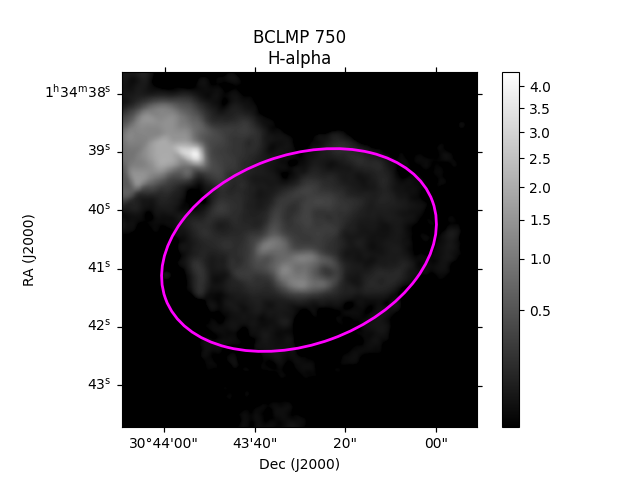 BCLMP 750
H-alpha
1ʰ34ᵐ38ˢ
39ˢ
40ˢ
41ˢ
42ˢ
43ˢ
RA (J2000)
30°44'00" 43'40" 20" 00"
Dec (J2000)
4.0
3.5
3.0
2.5
2.0
1.5
1.0
0.5